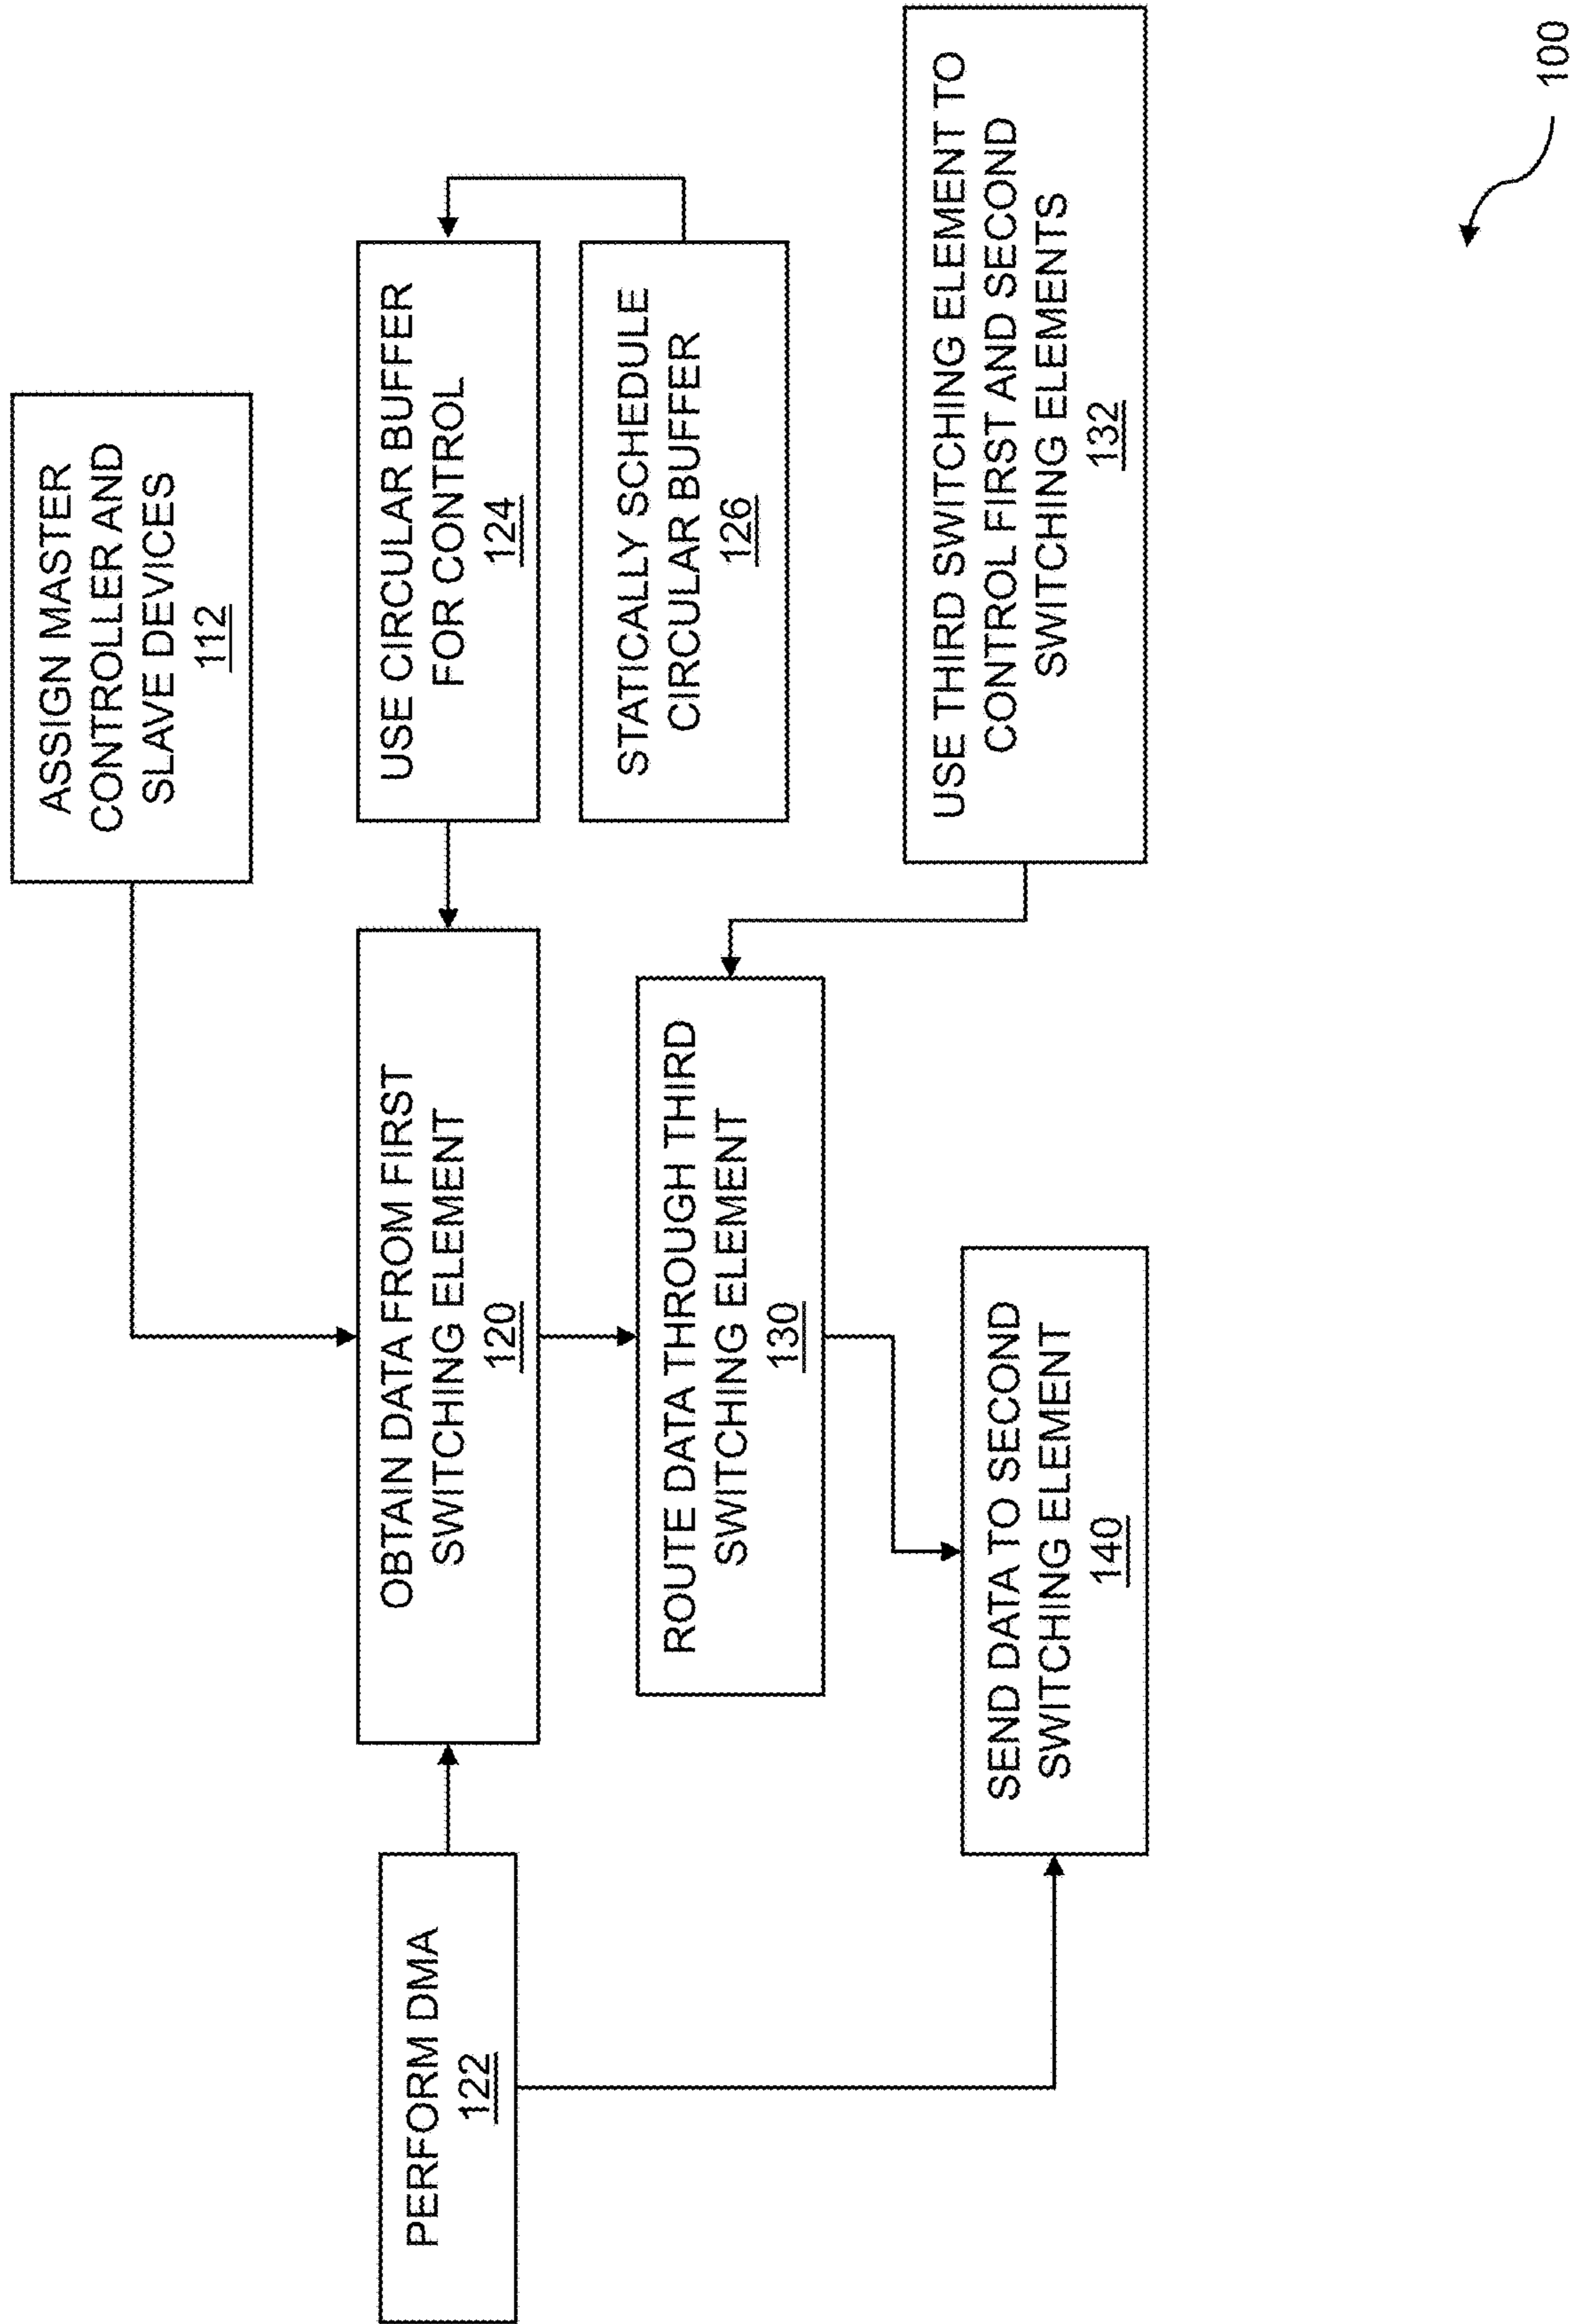 ASSIGN MASTER
CONTROLLER AND
SLAVE DEVICES
112
PERFORM DMA
122
OBTAIN DATA FROM FIRST
SWITCHING ELEMENT
120
USE CIRCULAR BUFFER
FOR CONTROL
124
STATICALLY SCHEDULE
CIRCULAR BUFFER
126
ROUTE DATA THROUGH THIRD
SWITCHING ELEMENT
130
USE THIRD SWITCHING ELEMENT TO
CONTROL FIRST AND SECOND
SWITCHING ELEMENTS
132
SEND DATA TO SECOND
SWITCHING ELEMENT
140
100